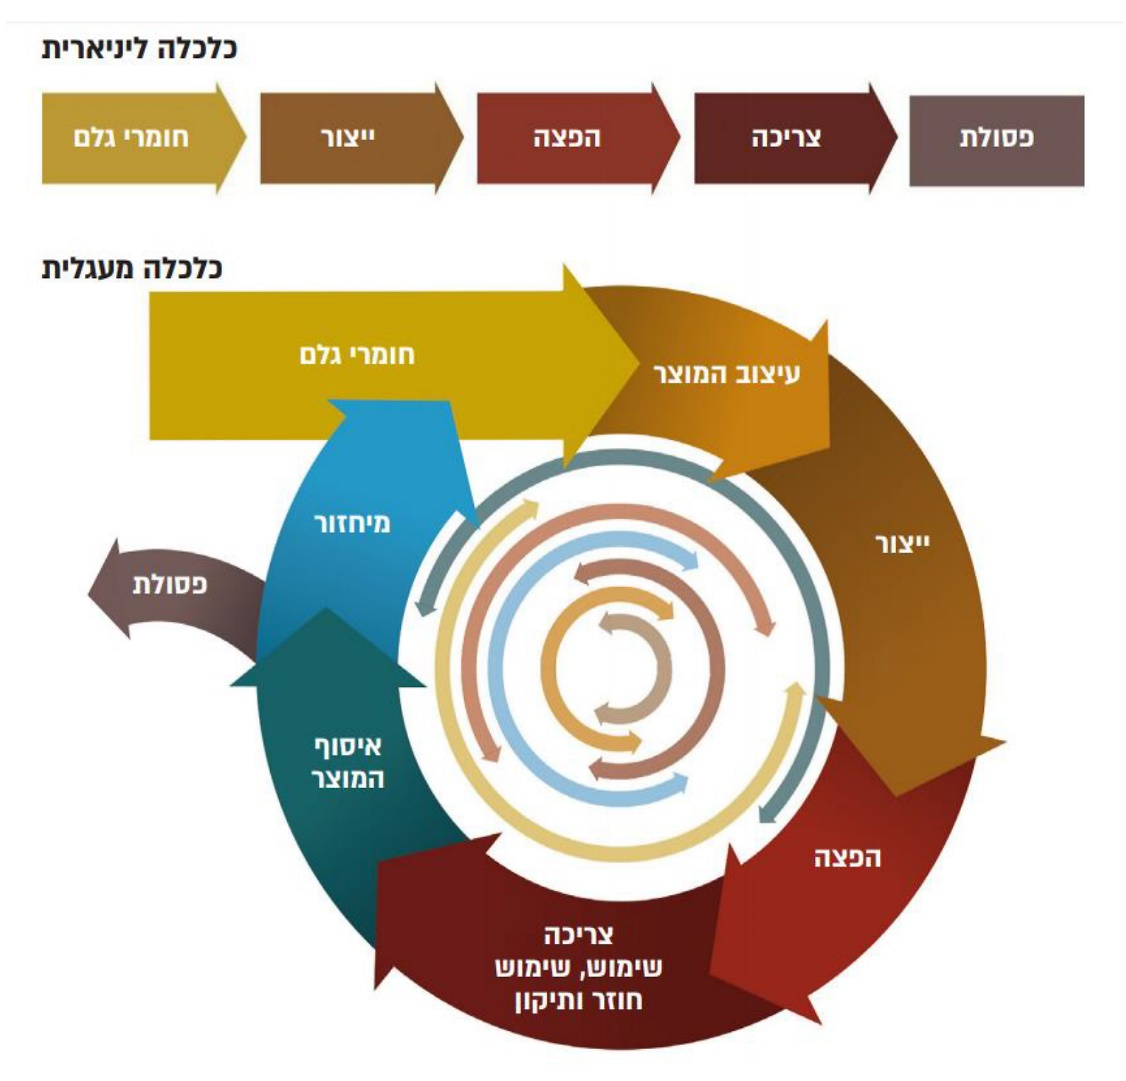 כלכלה ליניארית
חומרי גלם
ייצור
הפצה
צריכה
פסולת
כלכלה מעגלית
חומרי גלם
עיצוב המוצר
ייצור
הפצה
צריכה
שימוש, שימוש
חוזר ותיקון
איסוף
המוצר
מיחזור
פסולת